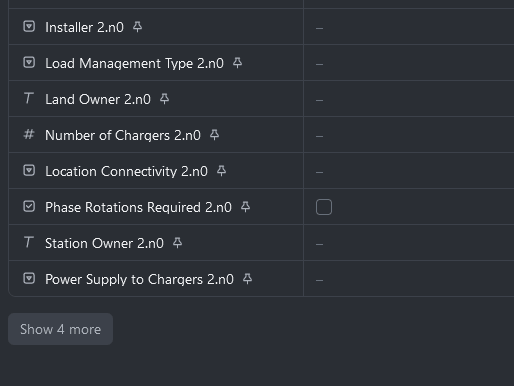 Installer 2.n0
–
Load Management Type 2.n0
–
Land Owner 2.n0
–
Number of Chargers 2.n0
–
Location Connectivity 2.n0
–
Phase Rotations Required 2.n0
Station Owner 2.n0
–
Power Supply to Chargers 2.n0
–
Show 4 more